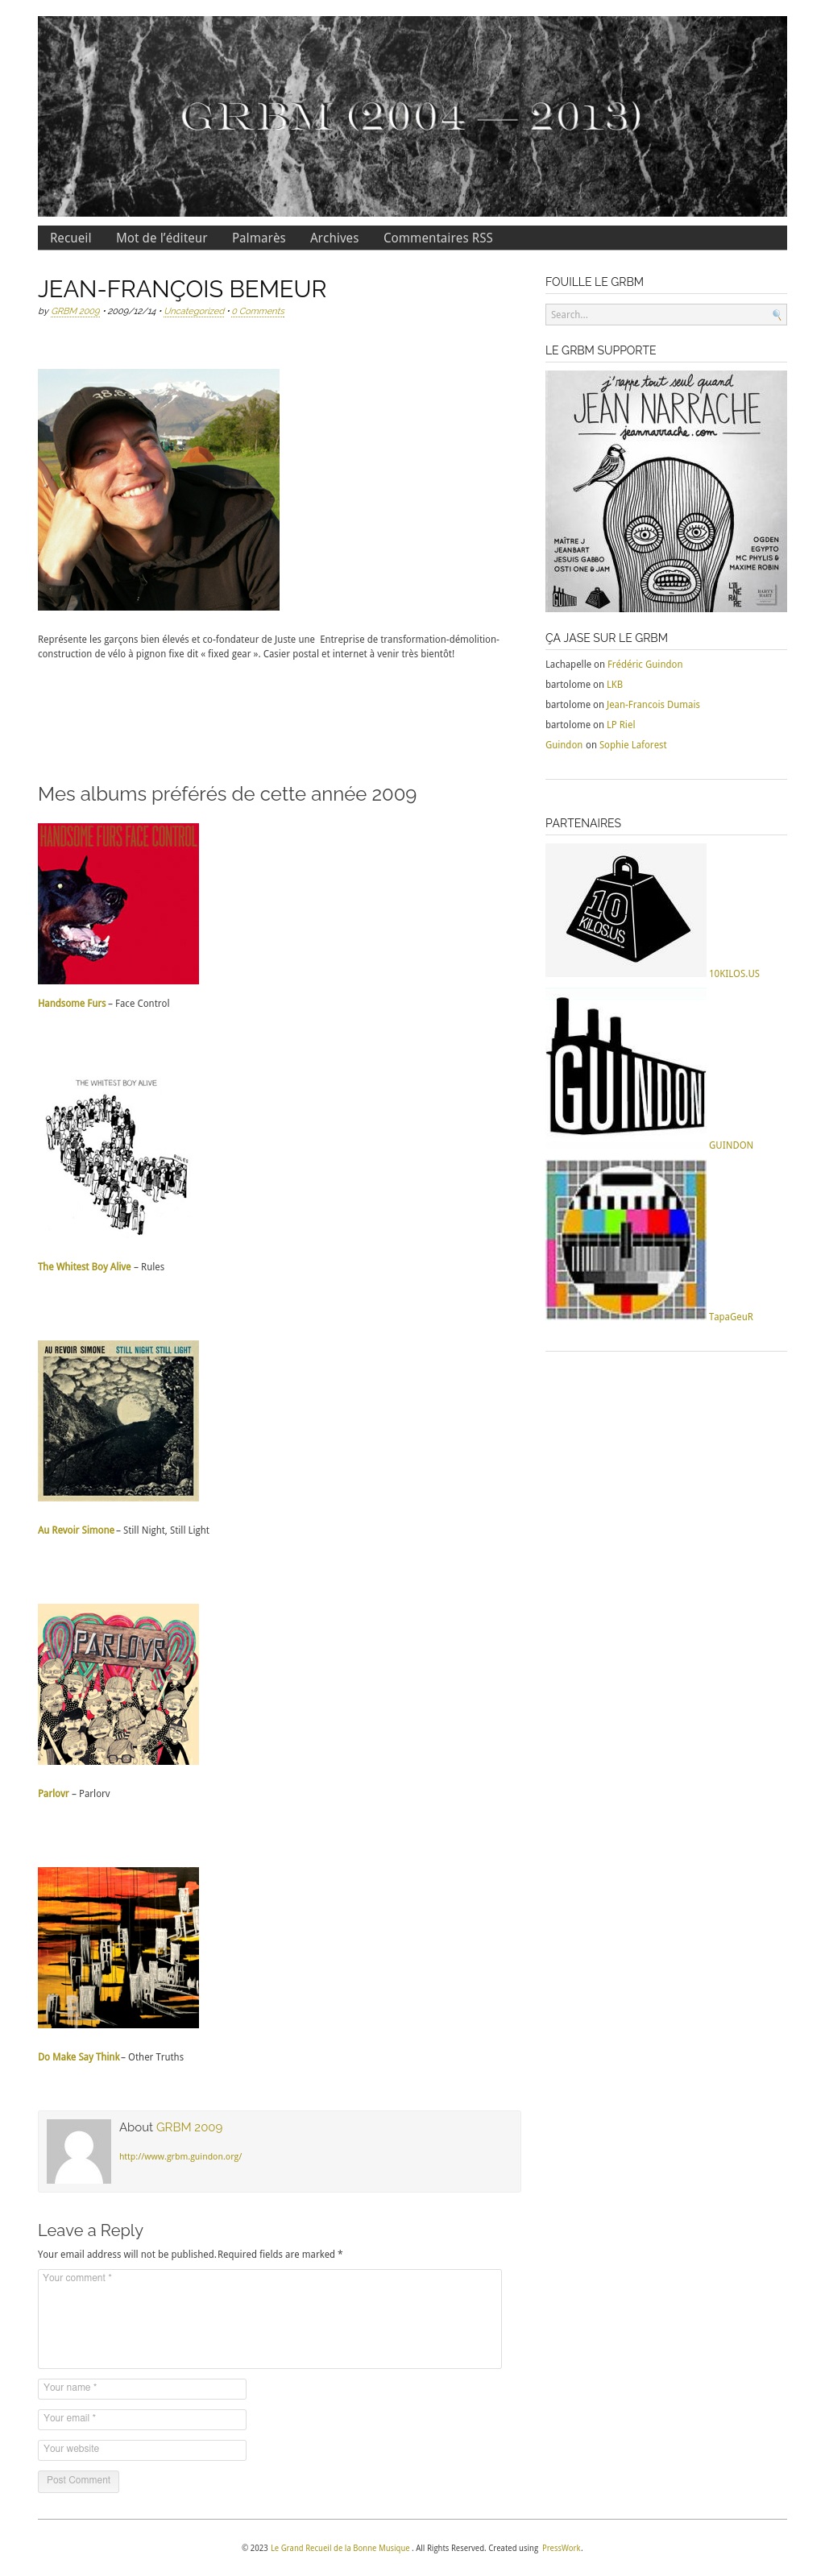 GRBM (2004 — 2013)
Recueil Mot de l'éditeur Palmarès Archives Commentaires RSS
JEAN-FRANÇOIS BEMEUR
by GRBM 2009 • 2009/12/14 • Uncategorized • 0 Comments
38.89
Représente les garçons bien élevés et co-fondateur de Juste une Entreprise de transformation-démolition-
construction de vélo à pignon fixe dit « fixed gear ». Casier postal et internet à venir très bientôt!
Mes albums préférés de cette année 2009
HANDSOME FURS FACE CONTROL
Handsome Furs – Face Control
THE WHITEST BOY ALIVE
RULES
The Whitest Boy Alive – Rules
AU REVOIR SIMONE STILL NIGHT, STILL LIGHT
Au Revoir Simone – Still Night, Still Light
PARLOVR
Parlovr – Parlorv
Do Make Say Think – Other Truths
About GRBM 2009
http://www.grbm.guindon.org/
Leave a Reply
Your email address will not be published. Required fields are marked *
Your comment *
Your name *
Your email *
Your website
Post Comment
FOUILLE LE GRBM
Search...
LE GRBM SUPPORTE
j'rappe tout seul quand
JEAN NARRACHE
jeannarrache.com
MAÎTRE J
JEANBART
JESUIS GABBO
OSTI ONE & JAM
OGDEN
EGYPTO
MC PHYLIS &
MAXIME ROBIN
ÇA JASE SUR LE GRBM
Lachapelle on Frédéric Guindon
bartolome on LKB
bartolome on Jean-Francois Dumais
bartolome on LP Riel
Guindon on Sophie Laforest
PARTENAIRES
10
KILOS.US
10KILOS.US
GUINDON
GUINDON
TapaGeuR
© 2023 Le Grand Recueil de la Bonne Musique . All Rights Reserved. Created using PressWork.